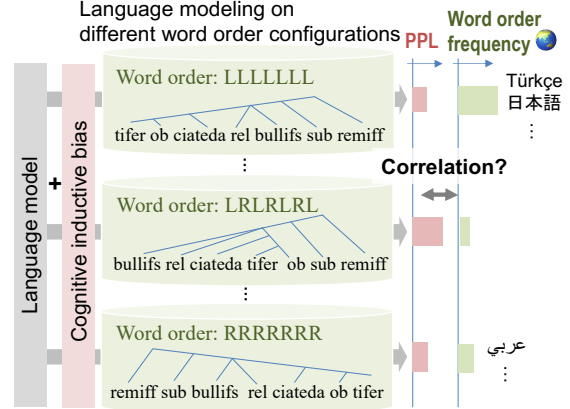 Language modeling on
different word order configurations
PPL
Word order
frequency 🌏
Language model
+
Cognitive inductive bias
Word order: LLLLLLL
tifer ob ciateda rel bullifs sub remiff
Türkçe
日本語
⋮
⋮
Correlation?
Word order: LRLRLRL
bullifs rel ciateda tifer ob sub remiff
⋮
Word order: RRRRRRR
remiff sub bullifs rel ciateda ob tifer
عربي
⋮